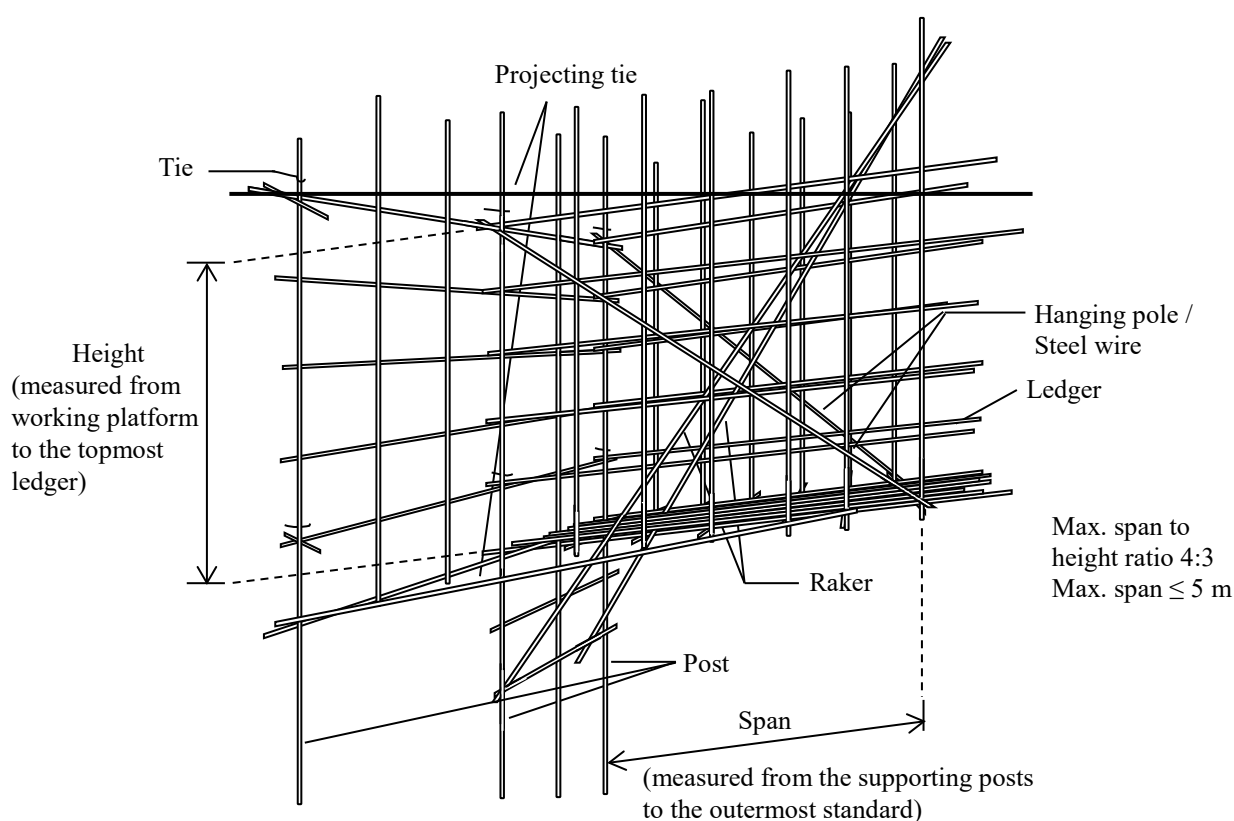 Projecting tie
Tie
Height
(measured from
working platform
to the topmost
ledger)
Hanging pole /
Steel wire
Ledger
Max. span to
height ratio 4:3
Max. span ≤ 5 m
Raker
Post
Span
(measured from the supporting posts
to the outermost standard)